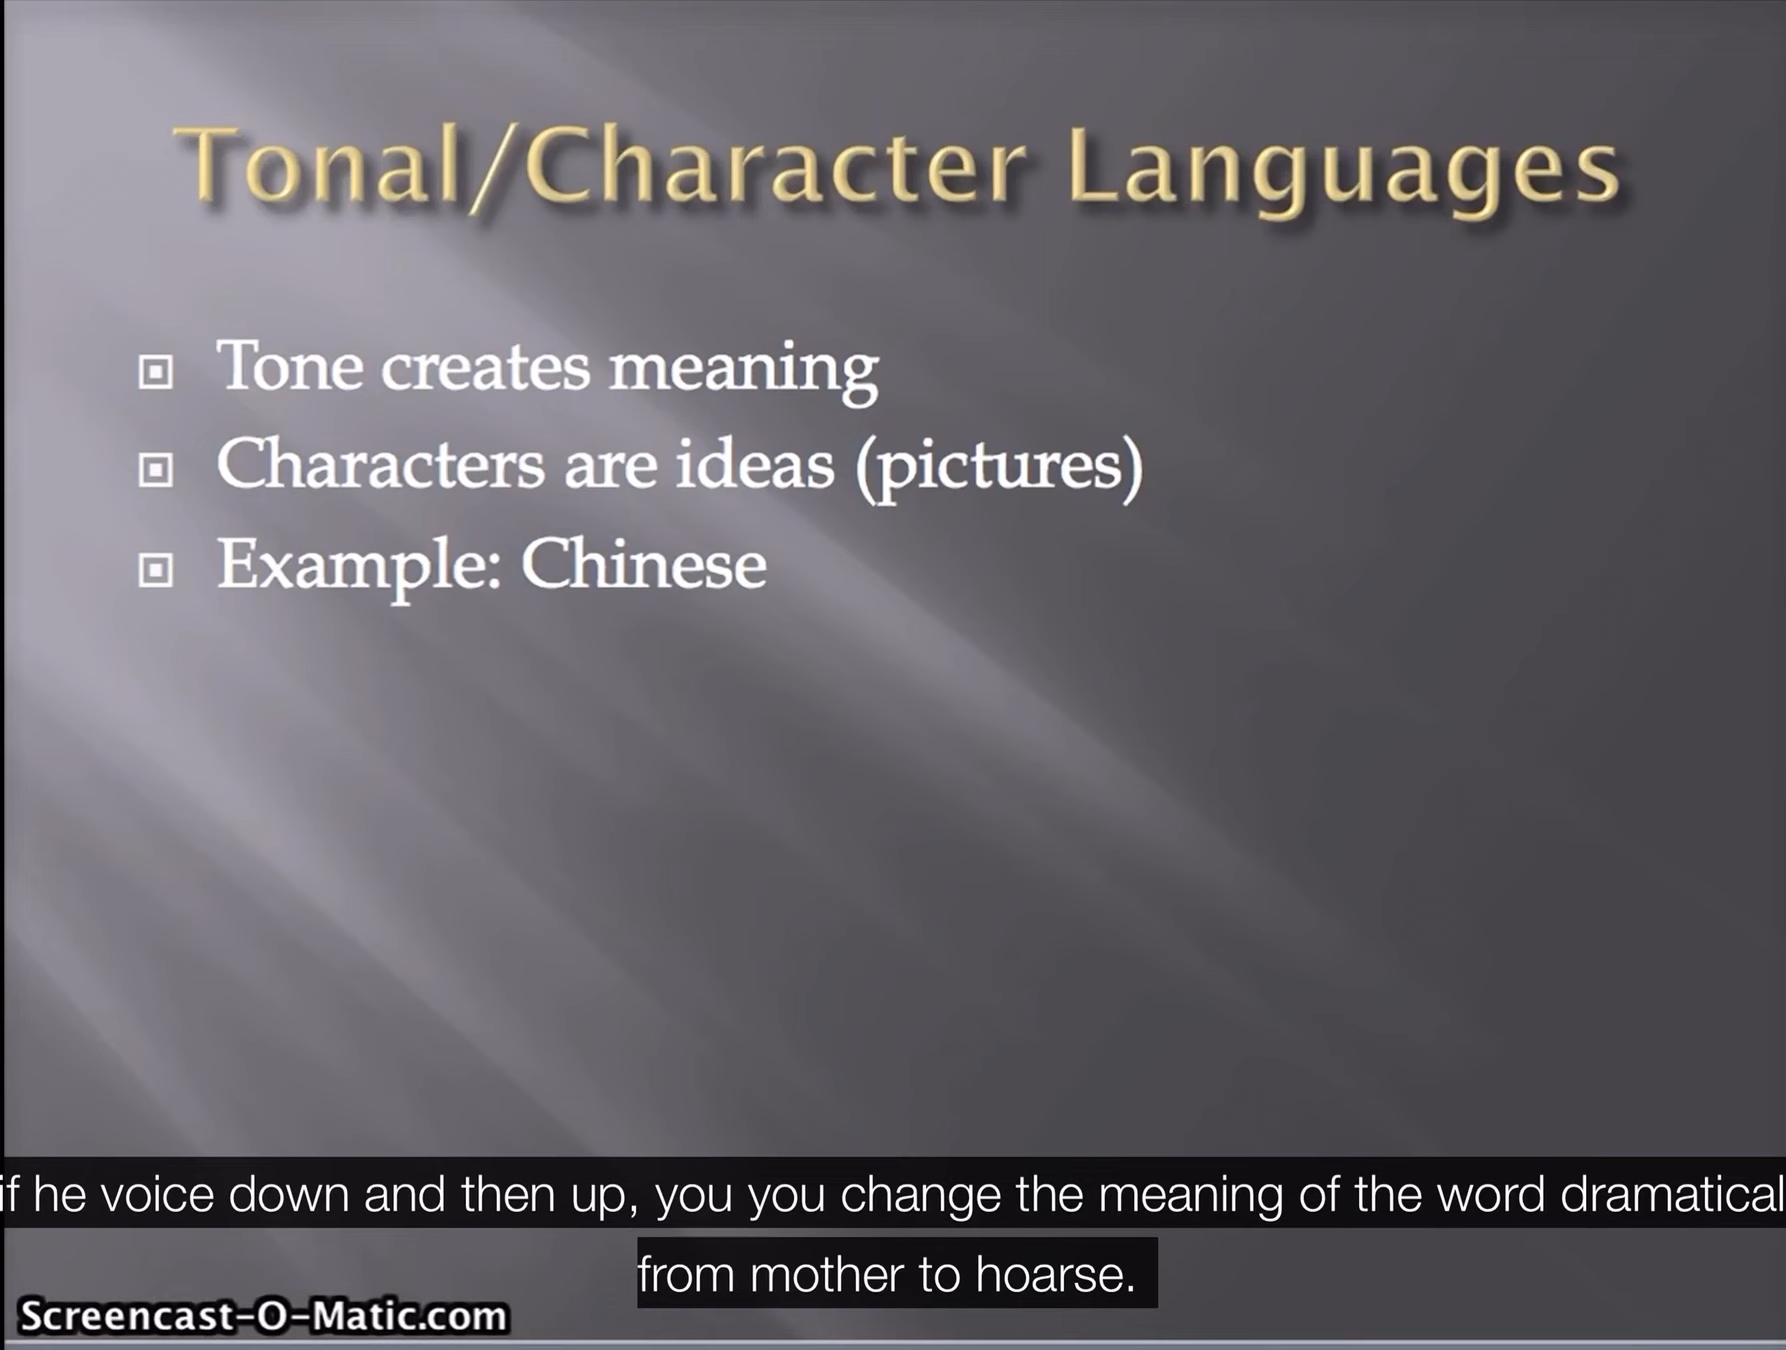 Tonal/Character Languages
Tone creates meaning
Characters are ideas (pictures)
Example: Chinese
if he voice down and then up, you you change the meaning of the word dramatical
from mother to hoarse.
Screencast-O-Matic.com